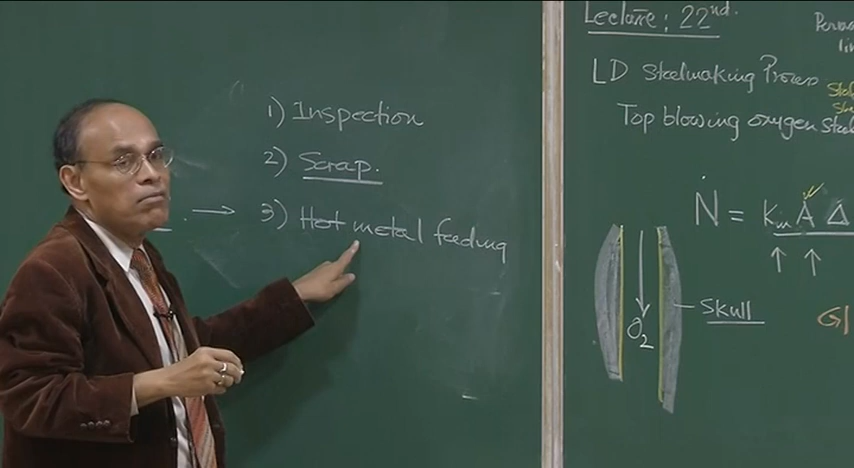 1) Inspection
2) Scrap.
→ 3) Hot metal feeding
Lecture: 22nd.
LD Steelmaking Process
Top blowing oxygen
Ṅ = Km A Δ
↑ ↑
Skull
O2